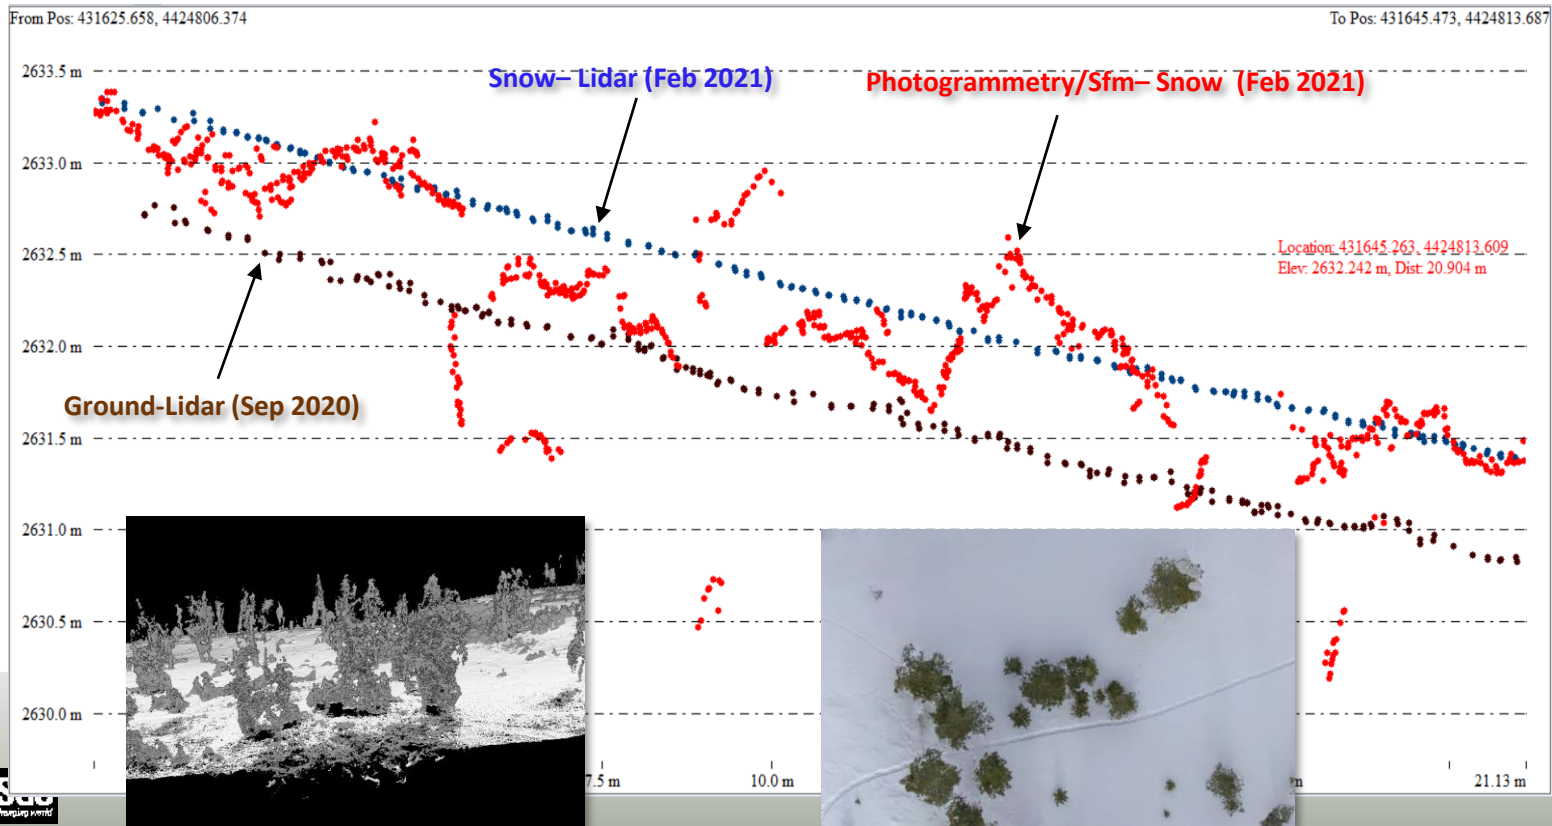 From Pos: 431625.658, 4424806.374
To Pos: 431645.473, 4424813.687
2633.5 m
Snow– Lidar (Feb 2021)
Photogrammetry/Sfm– Snow (Feb 2021)
2633.0 m
2632.5 m
Location: 431645.263, 4424813.609
Elev: 2632.242 m, Dist: 20.904 m
2632.0 m
Ground-Lidar (Sep 2020)
2631.5 m
2631.0 m
2630.5 m
2630.0 m
7.5 m
10.0 m
m
21.13 m